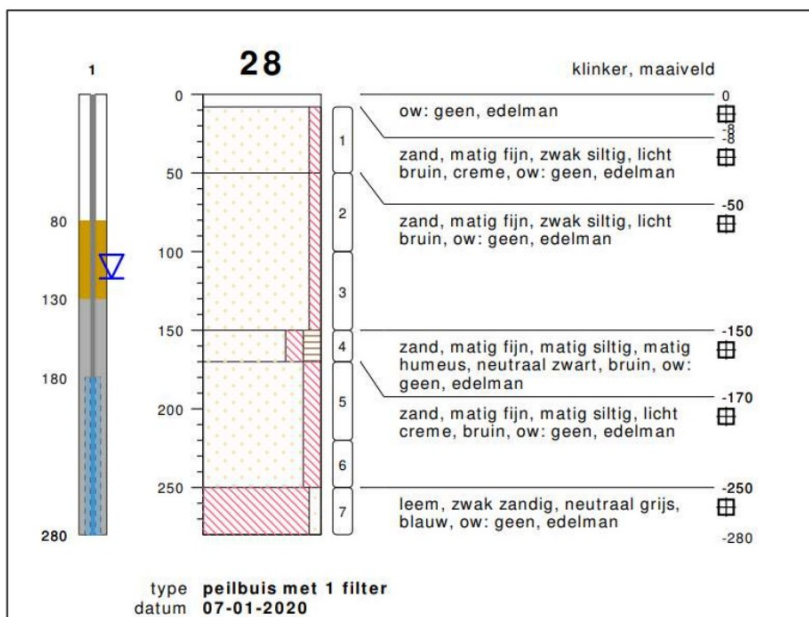 1
28
klinker, maaiveld
0
0
ow: geen, edelman
-8
-8
1
zand, matig fijn, zwak siltig, licht
bruin, creme, ow: geen, edelman
50
-50
2
zand, matig fijn, zwak siltig, licht
bruin, ow: geen, edelman
80
100
3
130
150
-150
4
zand, matig fijn, matig siltig, matig
humeus, neutraal zwart, bruin, ow:
geen, edelman
180
-170
5
zand, matig fijn, matig siltig, licht
creme, bruin, ow: geen, edelman
200
6
250
-250
7
leem, zwak zandig, neutraal grijs,
blauw, ow: geen, edelman
280
-280
type peilbuis met 1 filter
datum 07-01-2020